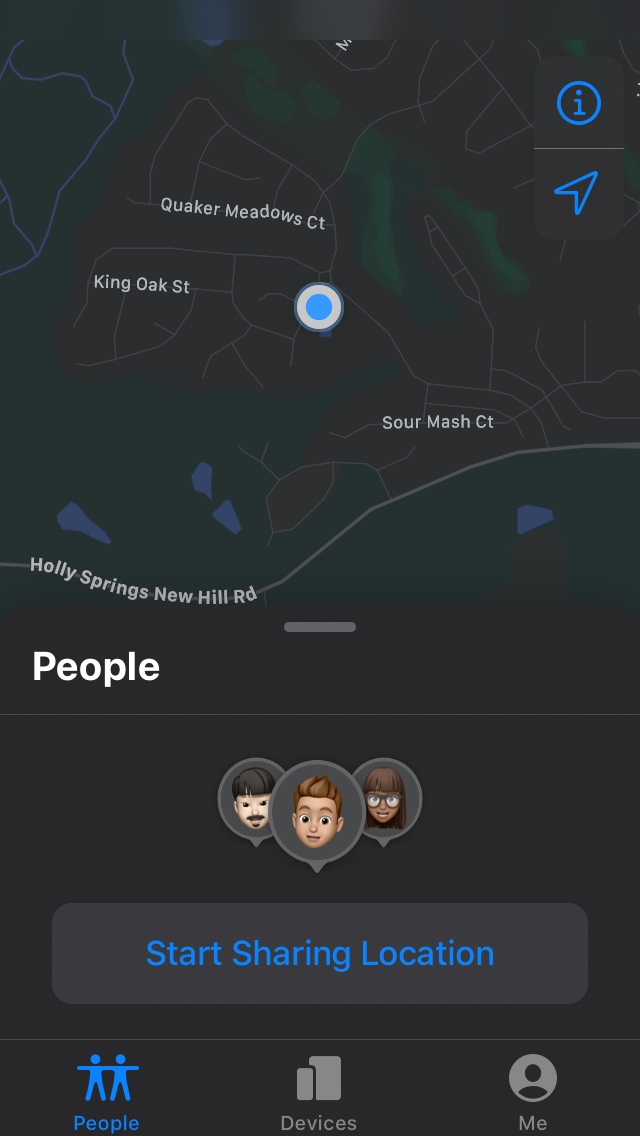 Quaker Meadows Ct
King Oak St
Sour Mash Ct
Holly Springs New Hill Rd
People
Start Sharing Location
People
Devices
Me